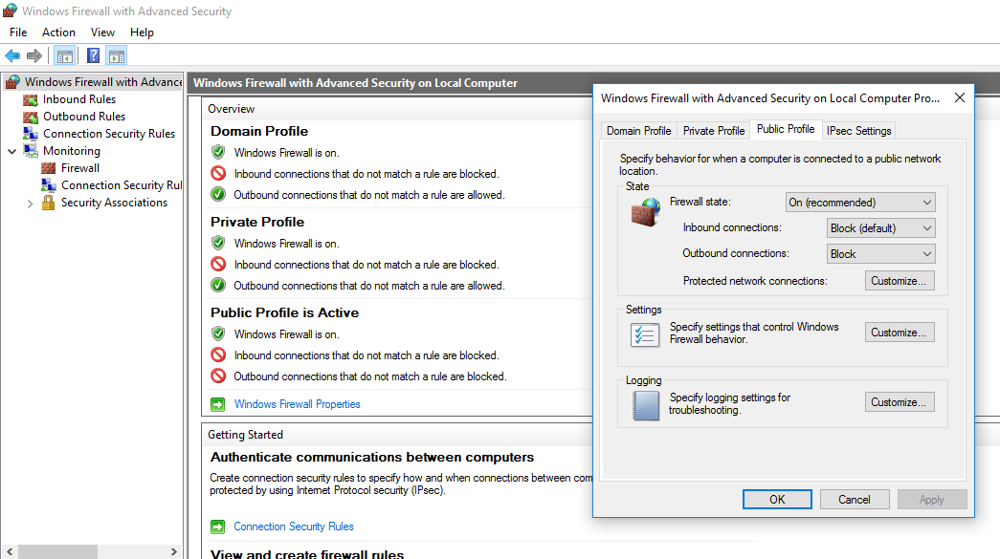 Windows Firewall with Advanced Security
File Action View Help
Windows Firewall with Advance
Inbound Rules
Outbound Rules
Connection Security Rules
Monitoring
Firewall
Connection Security Rul
Security Associations
Windows Firewall with Advanced Security on Local Computer
Overview
Domain Profile
Windows Firewall is on.
Inbound connections that do not match a rule are blocked.
Outbound connections that do not match a rule are allowed.
Private Profile
Windows Firewall is on.
Inbound connections that do not match a rule are blocked.
Outbound connections that do not match a rule are allowed.
Public Profile is Active
Windows Firewall is on.
Inbound connections that do not match a rule are blocked.
Outbound connections that do not match a rule are blocked.
Windows Firewall Properties
Getting Started
Authenticate communications between computers
Create connection security rules to specify how and when connections between com
protected by using Internet Protocol security (IPsec).
Connection Security Rules
View and create firewall rules
Windows Firewall with Advanced Security on Local Computer Pro...
Domain Profile Private Profile Public Profile IPsec Settings
Specify behavior for when a computer is connected to a public network
location.
State
Firewall state: On (recommended)
Inbound connections: Block (default)
Outbound connections: Block
Protected network connections: Customize...
Settings
Specify settings that control Windows
Firewall behavior.
Customize...
Logging
Specify logging settings for
troubleshooting.
Customize...
OK Cancel Apply